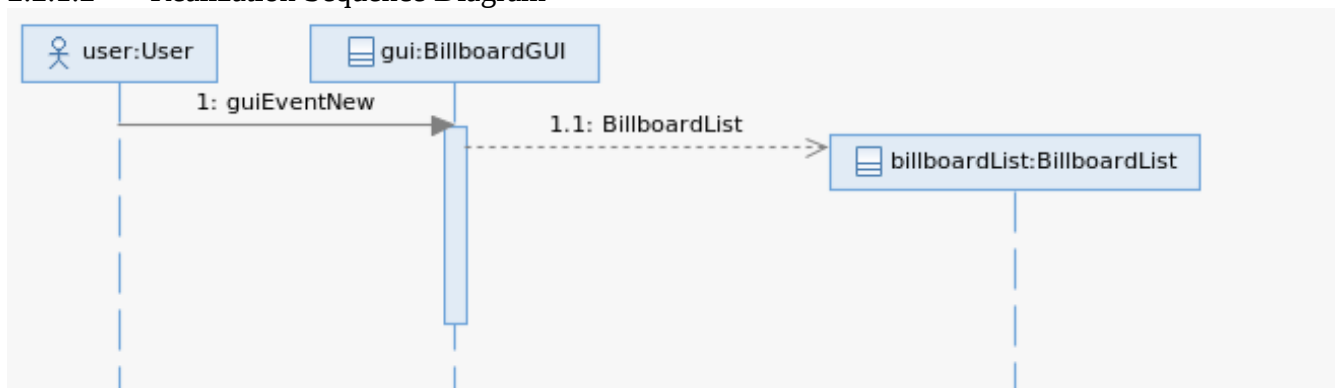 Realization Sequence Diagram
user:User
gui:BillboardGUI
1: guiEventNew
1.1: BillboardList
billboardList:BillboardList